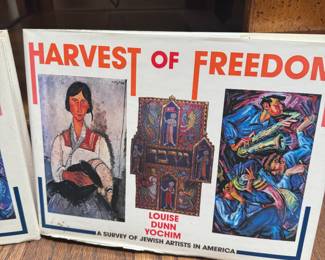 HARVEST OF FREEDOM
LOUISE
DUNN
YOCHIM
A SURVEY OF JEWISH ARTISTS IN AMERICA